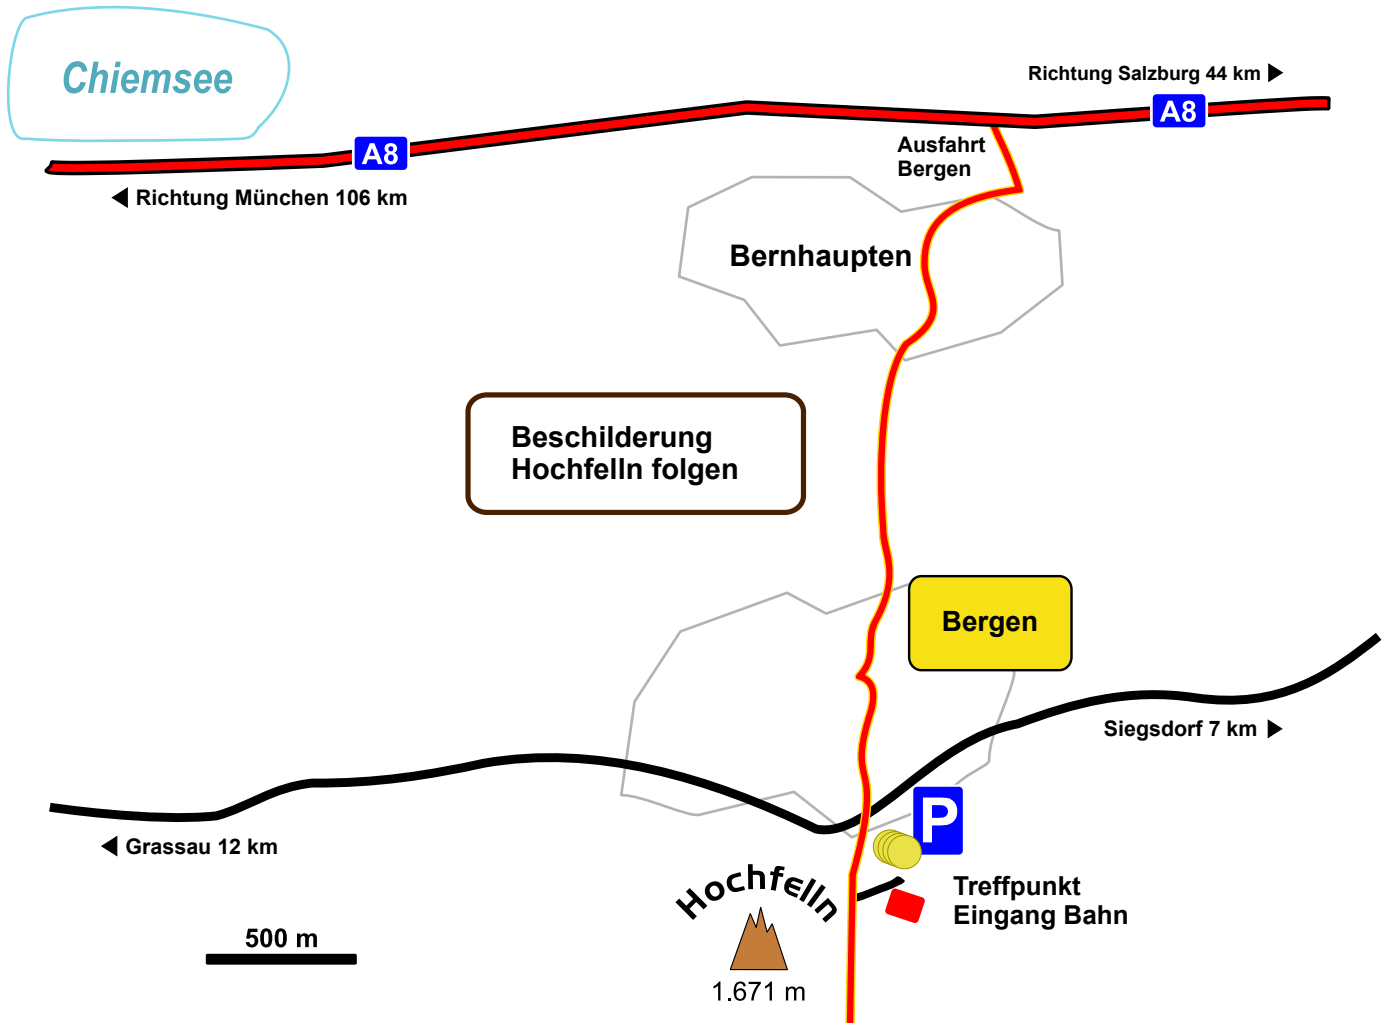 Chiemsee
Richtung Salzburg 44 km
A8
A8
Ausfahrt
Bergen
Richtung München 106 km
Bernhaupten
Beschilderung
Hochfelln folgen
Bergen
Siegsdorf 7 km
P
Grassau 12 km
Hochfelln
Treffpunkt
Eingang Bahn
500 m
1.671 m